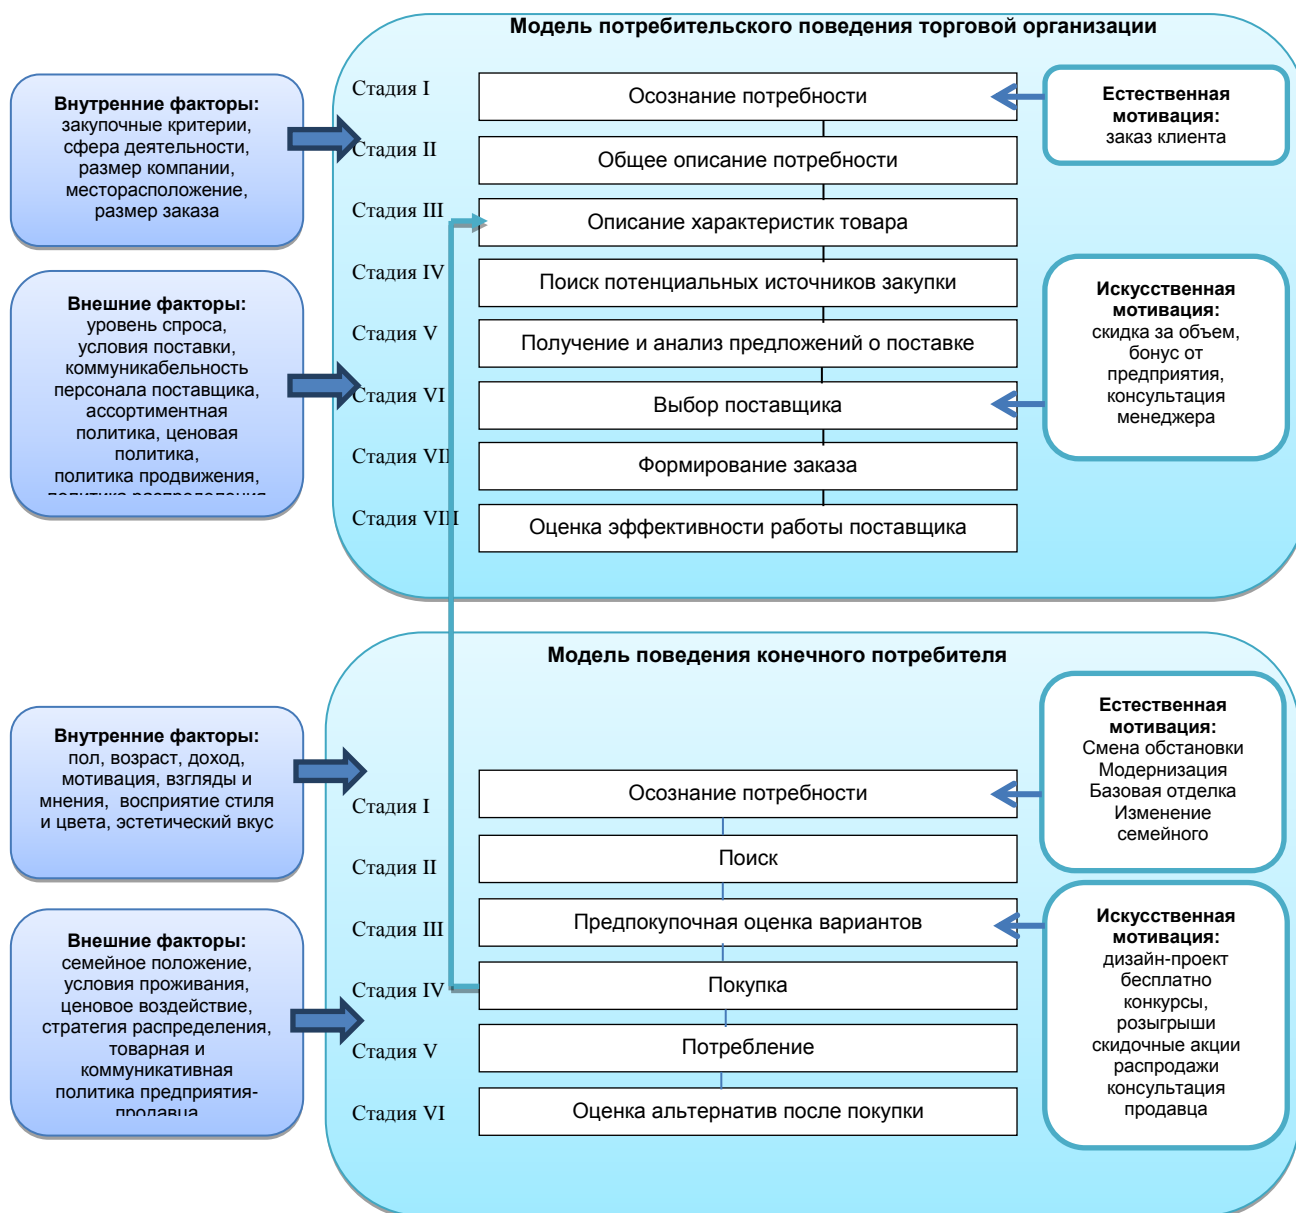 Модель потребительского поведения торговой организации
Внутренние факторы:
закупочные критерии,
сфера деятельности,
размер компании,
месторасположение,
размер заказа
Внешние факторы:
уровень спроса,
условия поставки,
коммуникабельность
персонала поставщика,
ассортиментная
политика, ценовая
политика,
политика продвижения,
политика распределения
Стадия I
Осознание потребности
Стадия II
Общее описание потребности
Стадия III
Описание характеристик товара
Стадия IV
Поиск потенциальных источников закупки
Стадия V
Получение и анализ предложений о поставке
Стадия VI
Выбор поставщика
Стадия VII
Формирование заказа
Стадия VIII
Оценка эффективности работы поставщика
Естественная
мотивация:
заказ клиента
Искусственная
мотивация:
скидка за объем,
бонус от
предприятия,
консультация
менеджера
Модель поведения конечного потребителя
Внутренние факторы:
пол, возраст, доход,
мотивация, взгляды и
мнения, восприятие стиля
и цвета, эстетический вкус
Внешние факторы:
семейное положение,
условия проживания,
ценовое воздействие,
стратегия распределения,
товарная и
коммуникативная
политика предприятия-
продавца
Стадия I
Осознание потребности
Стадия II
Поиск
Стадия III
Предпокупочная оценка вариантов
Стадия IV
Покупка
Стадия V
Потребление
Стадия VI
Оценка альтернатив после покупки
Естественная
мотивация:
Смена обстановки
Модернизация
Базовая отделка
Изменение
семейного
Искусственная
мотивация:
дизайн-проект
бесплатно
конкурсы,
розыгрыши
скидочные акции
распродажи
консультация
продавца